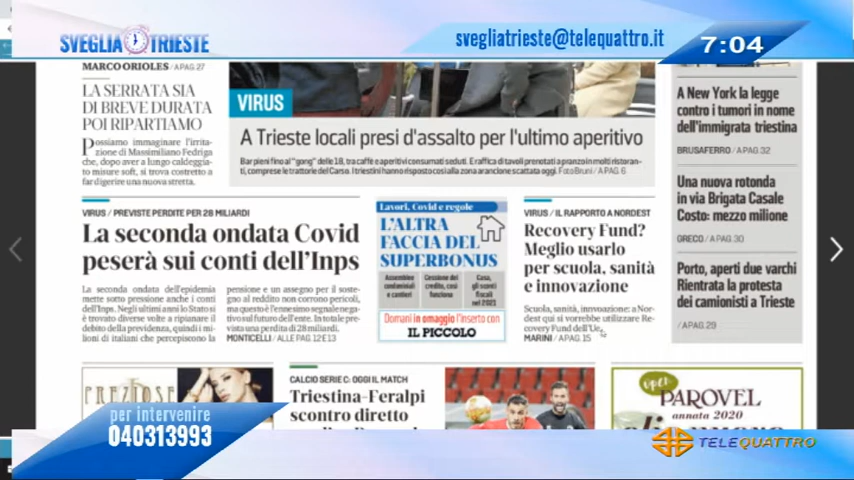 SVEGLIA TRIESTE
svegliatrieste@telequattro.it
7:04
MARCO ORIOLES / A PAG. 27
LA SERRATA SIA
DI BREVE DURATA
POI RIPARTIAMO
Possiamo immaginare l'irrita-
zione di Massimiliano Fedriga
che, dopo aver a lungo caldeggia-
to misure soft, si trova costretto a
far digerire una nuova stretta.
VIRUS
A Trieste locali presi d'assalto per l'ultimo aperitivo
Bar pieni fino al "gong" delle 18, tra caffè e aperitivi consumati seduti. E raffica di tavoli prenotati a pranzo in molti ristoran-
ti, comprese le trattorie del Carso. I triestini hanno risposto così alla zona arancione scattata oggi. Foto Bruni / A PAG. 6
A New York la legge
contro i tumori in nome
dell'immigrata triestina
BRUSAFERRO / A PAG. 32
Una nuova rotonda
in via Brigata Casale
Costo: mezzo milione
GRECO / A PAG. 30
Porto, aperti due varchi
Rientrata la protesta
dei camionisti a Trieste
/ A PAG. 29
VIRUS / PREVISTE PERDITE PER 28 MILIARDI
La seconda ondata Covid
peserà sui conti dell'Inps
La seconda ondata dell'epidemia
mette sotto pressione anche i conti
dell'Inps. Negli ultimi anni lo Stato si
è trovato diverse volte a ripianare il
debito della previdenza, quindi i mi-
lioni di italiani che percepiscono la
pensione e un assegno per il soste-
gno al reddito non corrono pericoli,
ma questo è l'ennesimo segnale nega-
tivo sul futuro dell'ente. In totale pre-
vista una perdita di 28 miliardi.
MONTICELLI / ALLE PAG. 12 E 13
Lavori, Covid e regole
L'ALTRA
FACCIA DEL
SUPERBONUS
Assemblee
condominiali
e cantieri
Cessione del
credito, così
funziona
Casa,
gli sconti
fiscali
nel 2021
Domani in omaggio l'inserto con
IL PICCOLO
VIRUS / IL RAPPORTO A NORDEST
Recovery Fund?
Meglio usarlo
per scuola, sanità
e innovazione
Scuola, sanità, innvoazione: a Nor-
dest qui si vorrebbe utilizzare Re-
covery Fund dell'Ue.
MARINI / A PAG. 15
PREZIOSE
CALCIO SERIE C: OGGI IL MATCH
Triestina-Feralpi
scontro diretto
open
PAROVEL
annata 2020
per intervenire
040313993
TELEQUATTRO